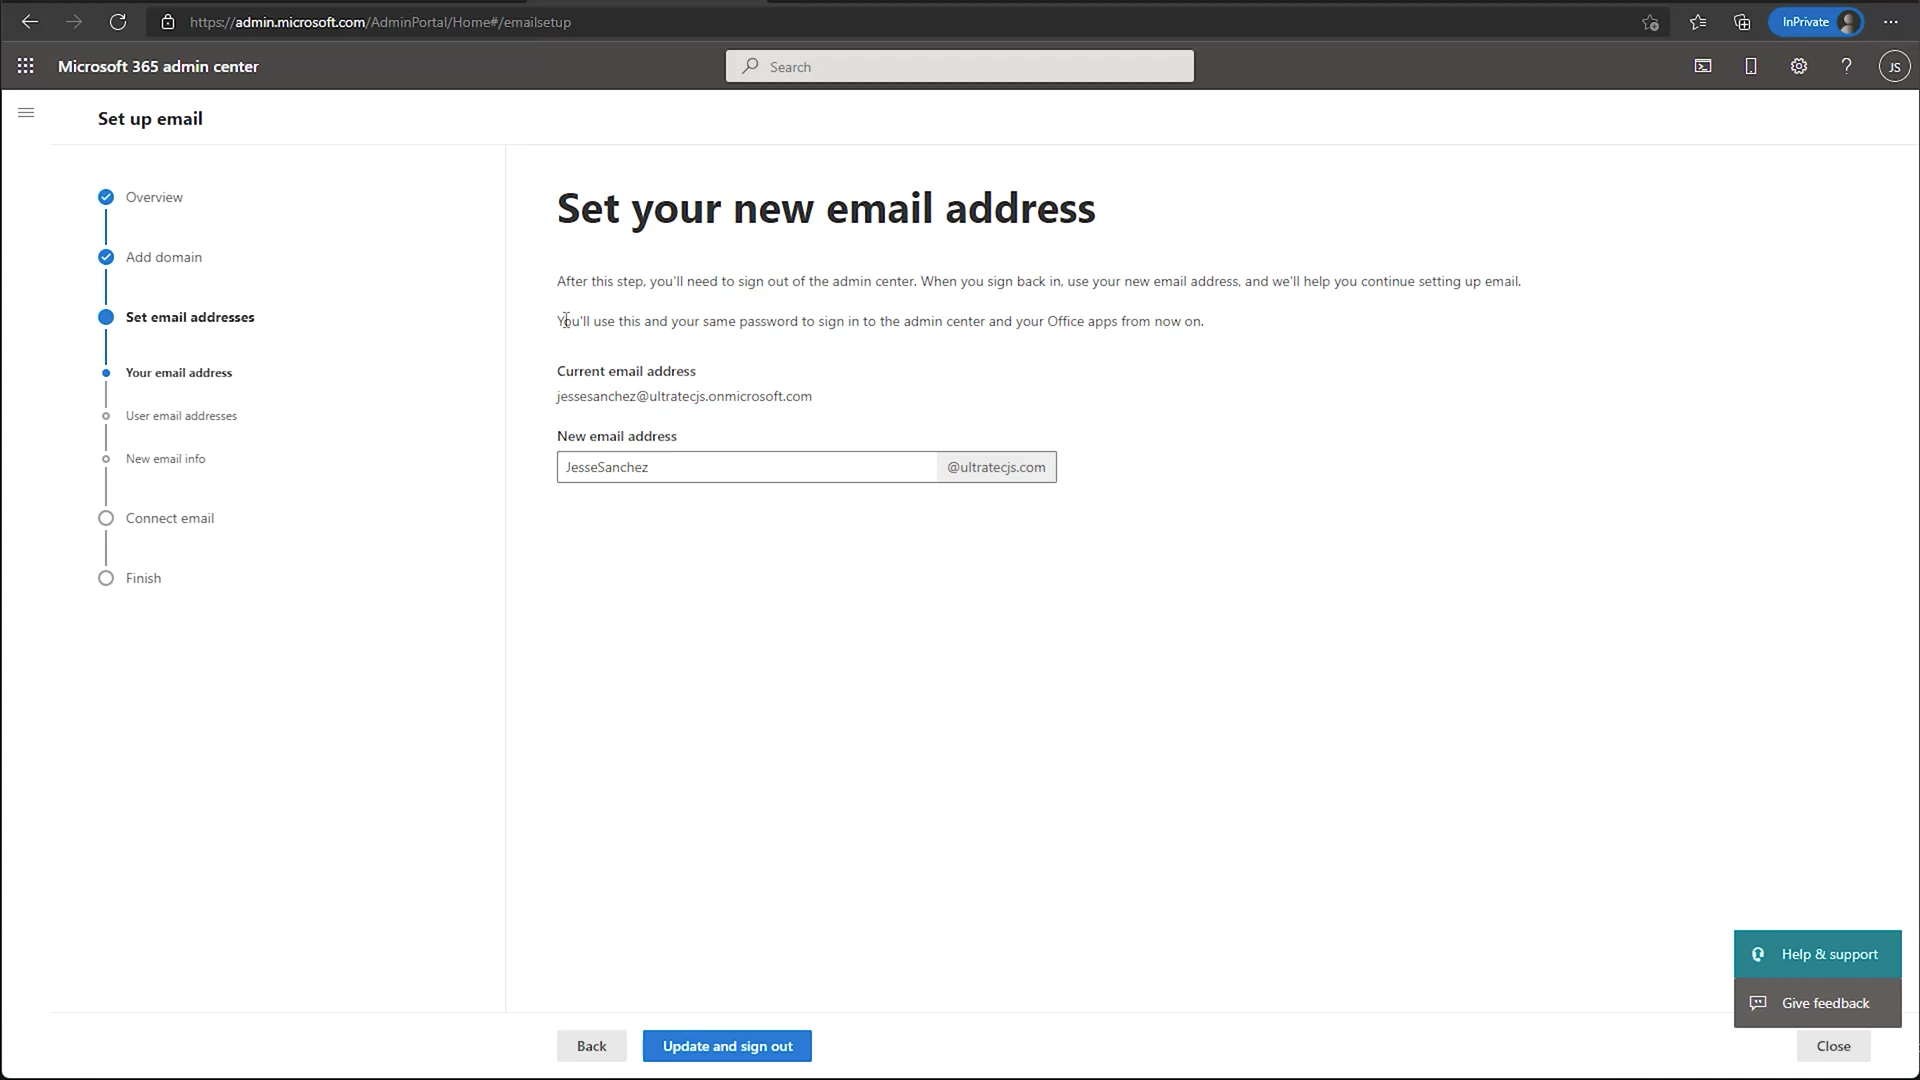 https://admin.microsoft.com/AdminPortal/Home#/emailsetup
InPrivate
Microsoft 365 admin center
Search
JS
Set up email
Overview
Add domain
Set email addresses
Your email address
User email addresses
New email info
Connect email
Finish
Set your new email address
After this step, you'll need to sign out of the admin center. When you sign back in, use your new email address, and we'll help you continue setting up email.
You'll use this and your same password to sign in to the admin center and your Office apps from now on.
Current email address
jessesanchez@ultratecjs.onmicrosoft.com
New email address
JesseSanchez @ultratecjs.com
Help & support
Give feedback
Back
Update and sign out
Close